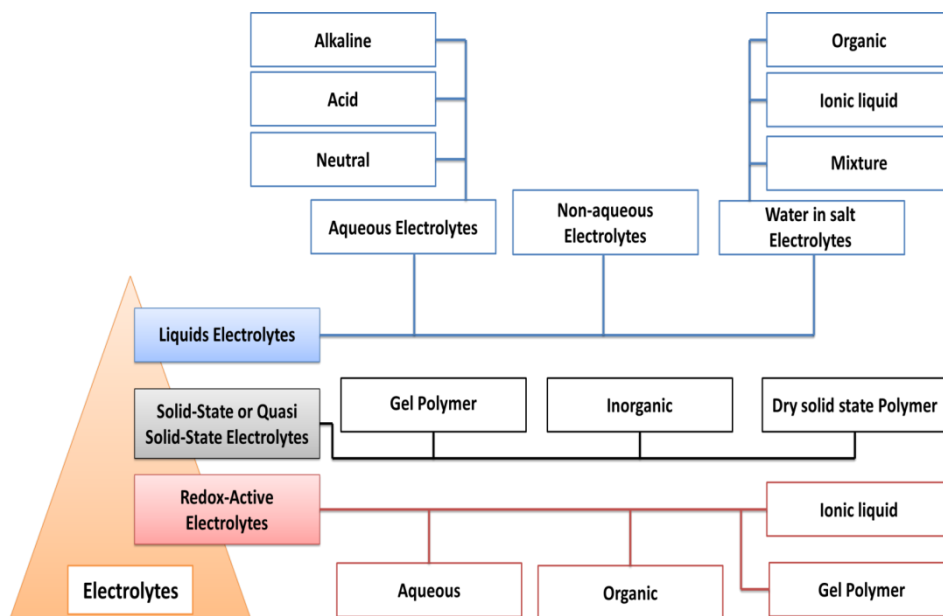 Alkaline
Organic
Acid
Ionic liquid
Neutral
Mixture
Aqueous Electrolytes
Non-aqueous
Electrolytes
Water in salt
Electrolytes
Liquids Electrolytes
Solid-State or Quasi
Solid-State Electrolytes
Gel Polymer
Inorganic
Dry solid state Polymer
Redox-Active
Electrolytes
Ionic liquid
Aqueous
Organic
Gel Polymer
Electrolytes